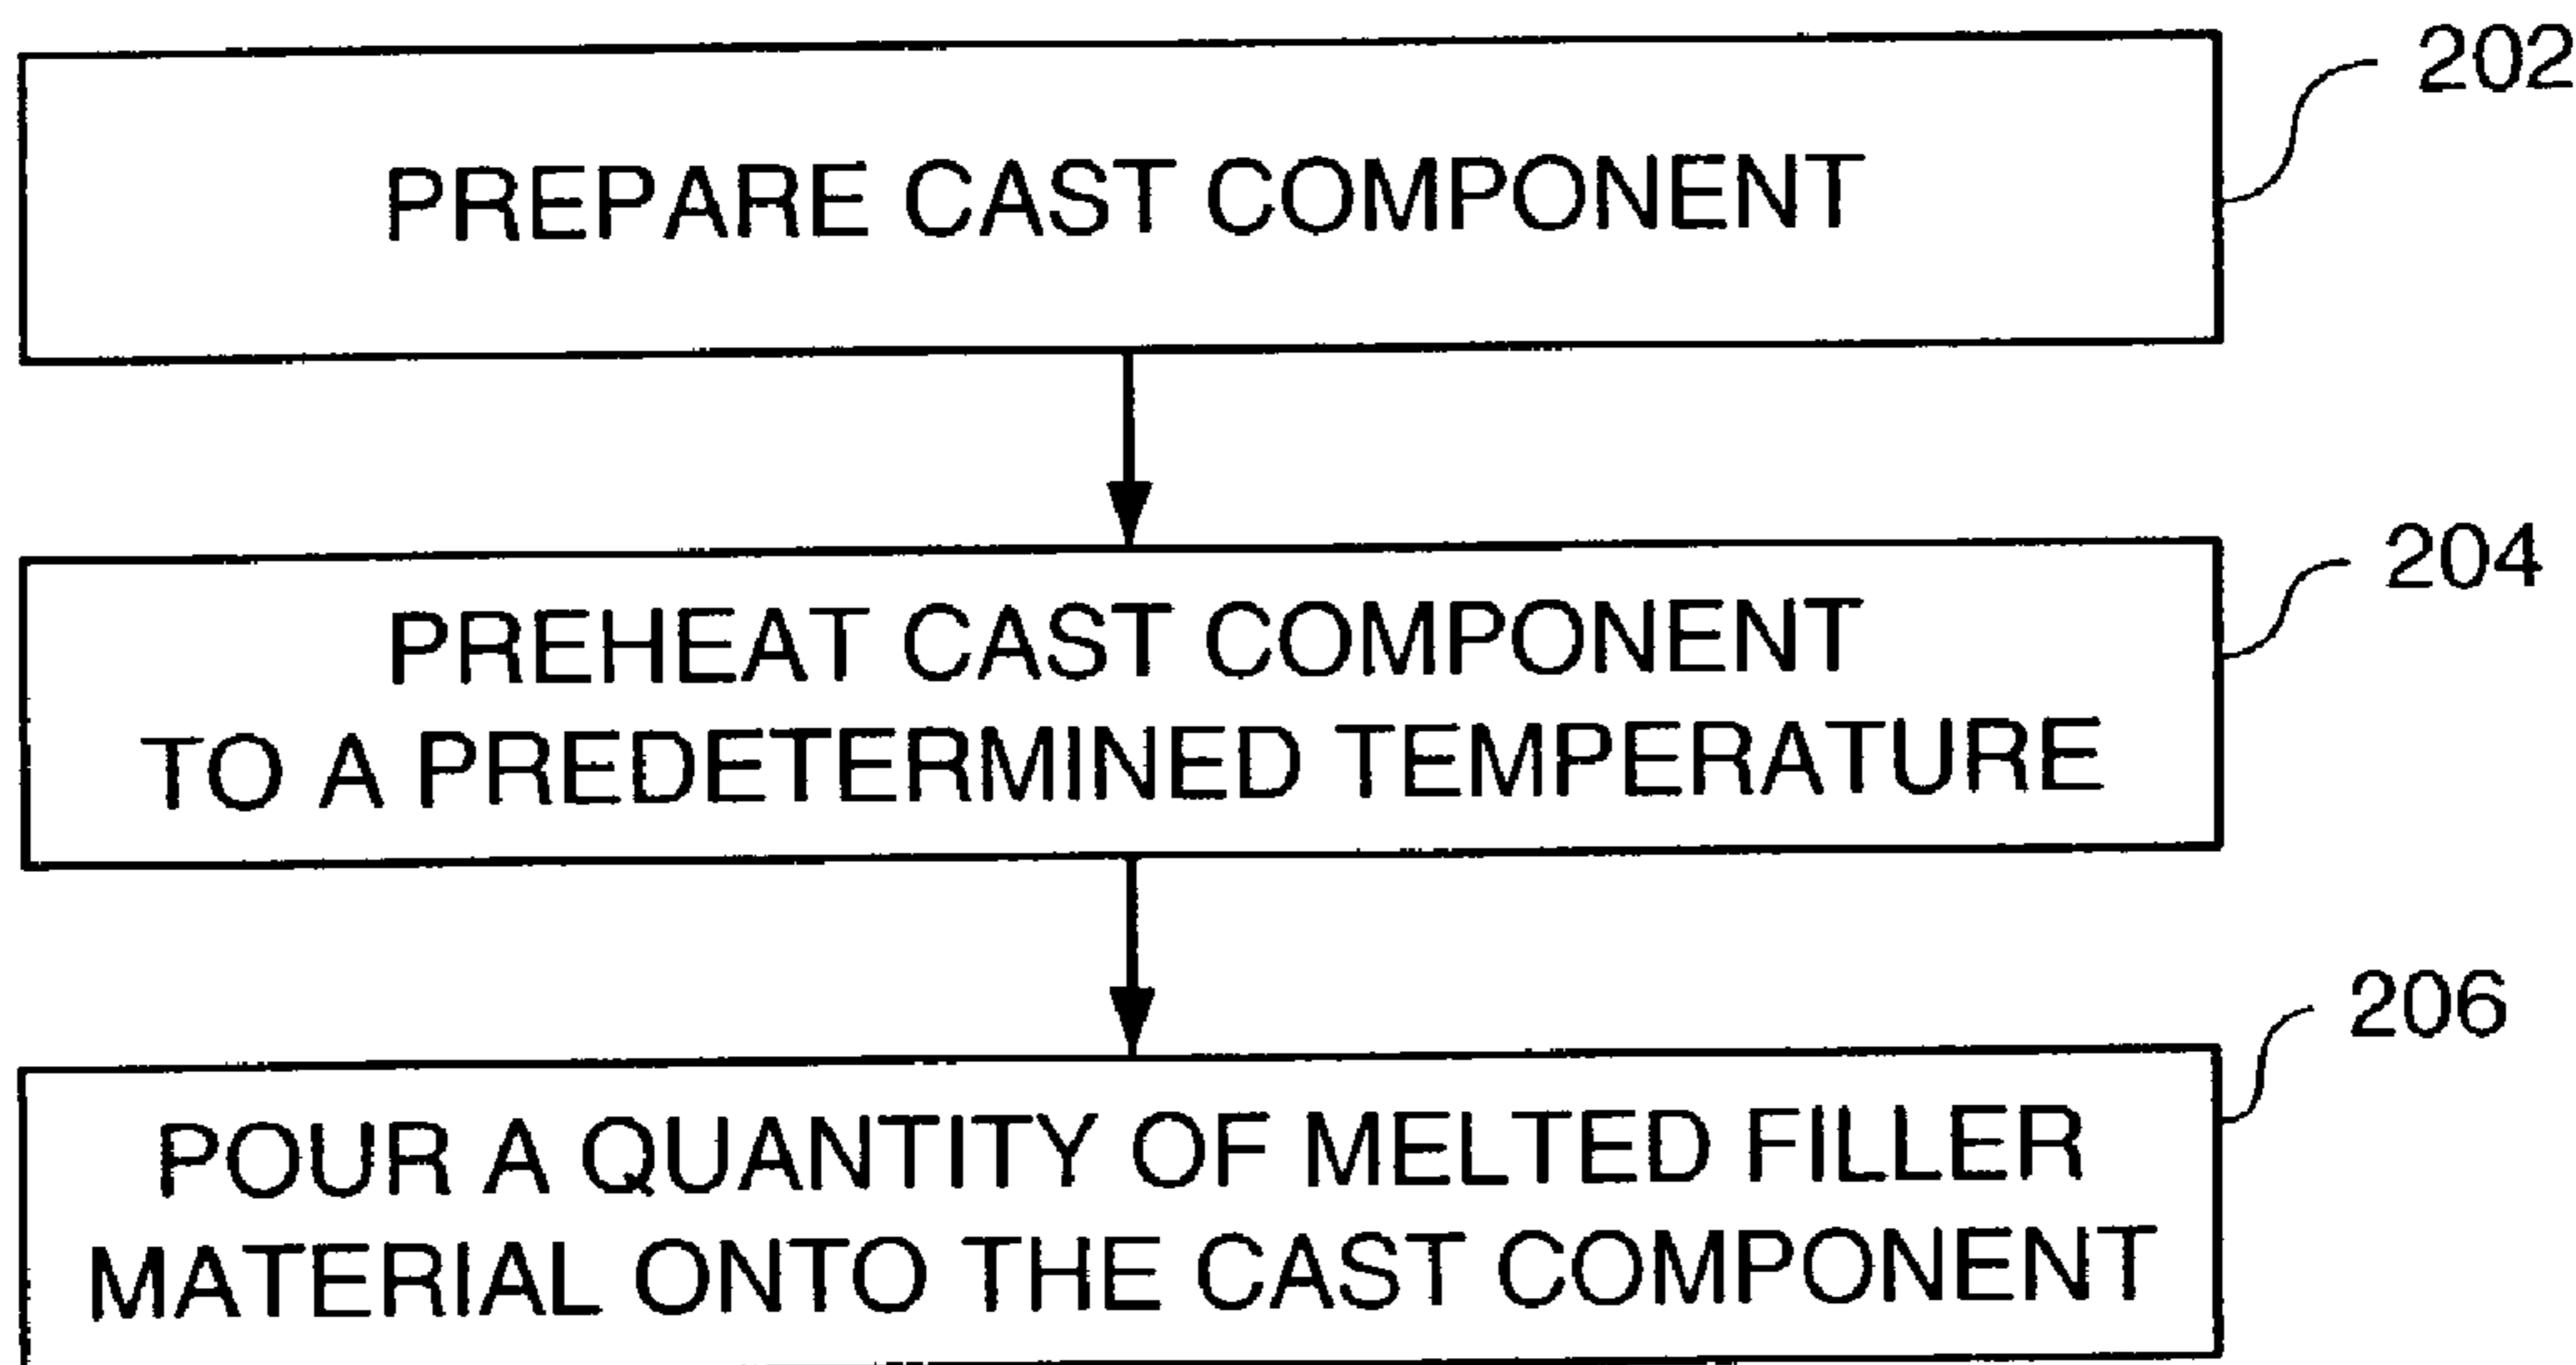 202
PREPARE CAST COMPONENT
204
PREHEAT CAST COMPONENT
TO A PREDETERMINED TEMPERATURE
206
POUR A QUANTITY OF MELTED FILLER
MATERIAL ONTO THE CAST COMPONENT